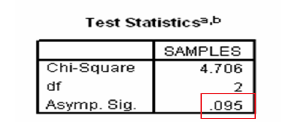 Test Statisticsa,b
SAMPLES
Chi-Square 4.706
df 2
Asymp. Sig. .095